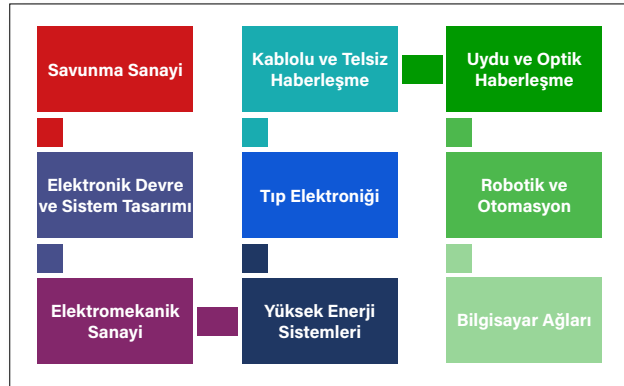 Savunma Sanayi
Kablolu ve Telsiz
Haberleşme
Uydu ve Optik
Haberleşme
Elektronik Devre
ve Sistem Tasarımı
Tıp Elektroniği
Robotik ve
Otomasyon
Elektromekanik
Sanayi
Yüksek Enerji
Sistemleri
Bilgisayar Ağları